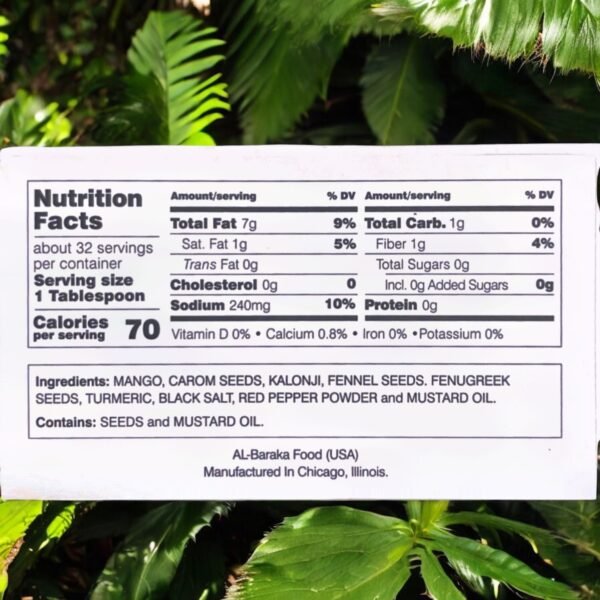 Nutrition
Facts
about 32 servings
per container
Serving size
1 Tablespoon
Calories
per serving 70
Amount/serving % DV
Total Fat 7g 9%
Sat. Fat 1g 5%
Trans Fat 0g
Cholesterol 0g 0
Sodium 240mg 10%
Amount/serving % DV
Total Carb. 1g 0%
Fiber 1g 4%
Total Sugars 0g
Incl. 0g Added Sugars 0g
Protein 0g
Vitamin D 0% • Calcium 0.8% • Iron 0% •Potassium 0%
Ingredients: MANGO, CAROM SEEDS, KALONJI, FENNEL SEEDS. FENUGREEK
SEEDS, TURMERIC, BLACK SALT, RED PEPPER POWDER and MUSTARD OIL.
Contains: SEEDS and MUSTARD OIL.
AL-Baraka Food (USA)
Manufactured In Chicago, Illinois.